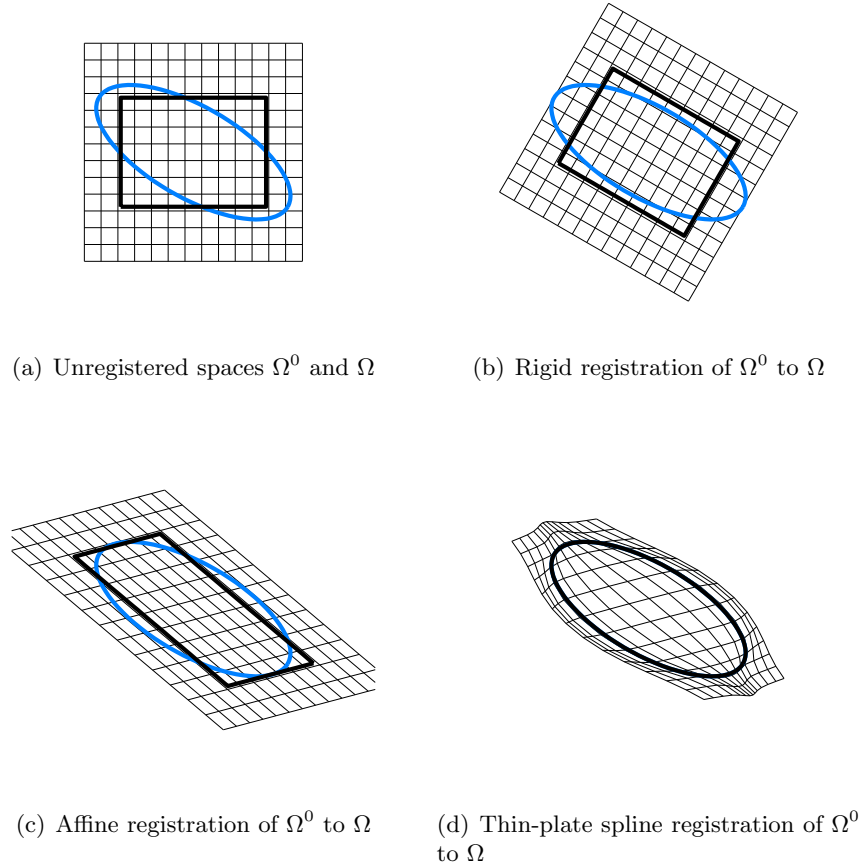 (a) Unregistered spaces Ω⁰ and Ω
(b) Rigid registration of Ω⁰ to Ω
(c) Affine registration of Ω⁰ to Ω
(d) Thin-plate spline registration of Ω⁰
to Ω